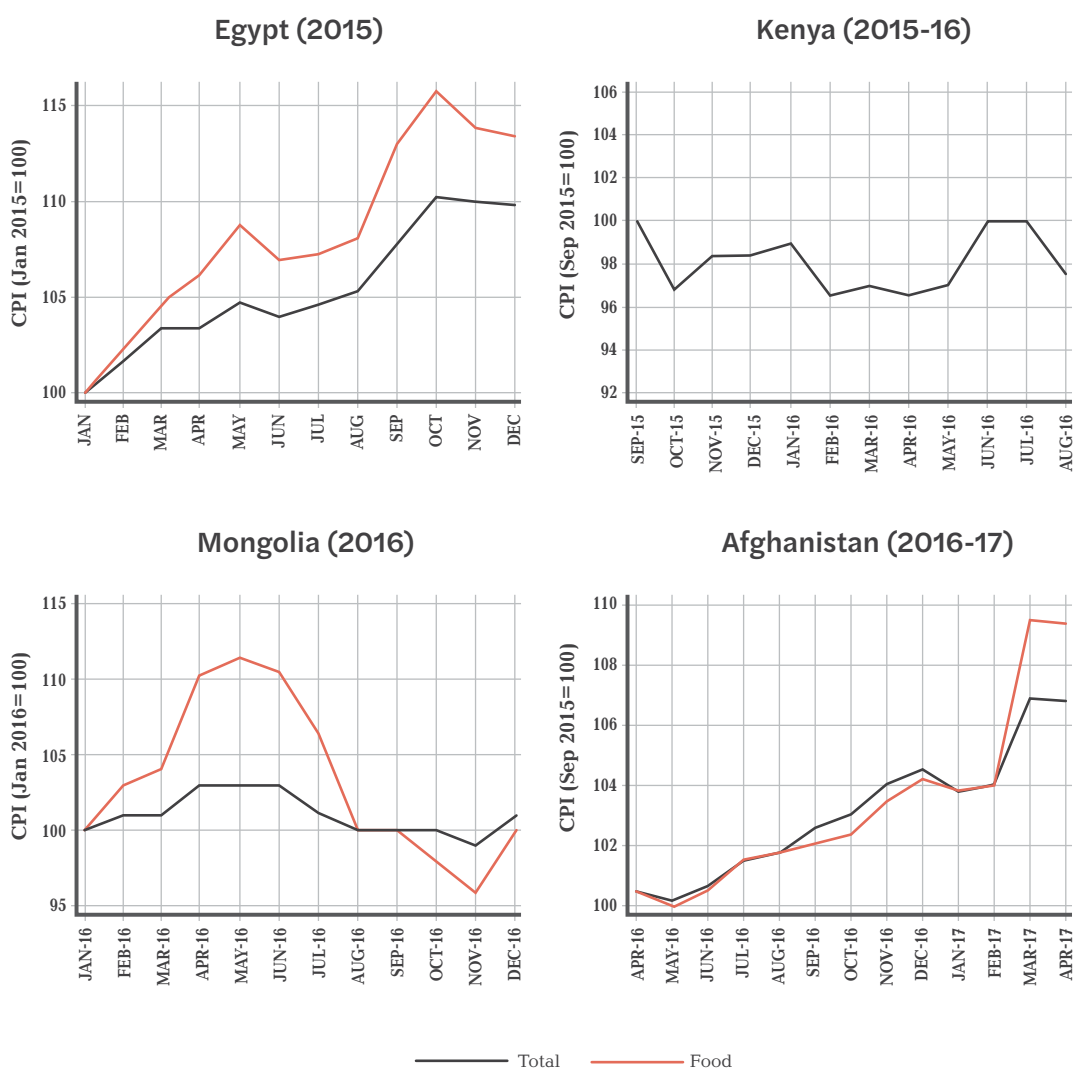 Egypt (2015)
CPI (Jan 2015=100)
115
110
105
100
JAN
FEB
MAR
APR
MAY
JUN
JUL
AUG
SEP
OCT
NOV
DEC
Kenya (2015-16)
CPI (Sep 2015=100)
106
104
102
100
98
96
94
92
SEP-15
OCT-15
NOV-15
DEC-15
JAN-16
FEB-16
MAR-16
APR-16
MAY-16
JUN-16
JUL-16
AUG-16
Mongolia (2016)
CPI (Jan 2016=100)
115
110
105
100
95
JAN-16
FEB-16
MAR-16
APR-16
MAY-16
JUN-16
JUL-16
AUG-16
SEP-16
OCT-16
NOV-16
DEC-16
Afghanistan (2016-17)
CPI (Sep 2015=100)
110
108
106
104
102
100
APR-16
MAY-16
JUN-16
JUL-16
AUG-16
SEP-16
OCT-16
NOV-16
DEC-16
JAN-17
FEB-17
MAR-17
APR-17
Total
Food